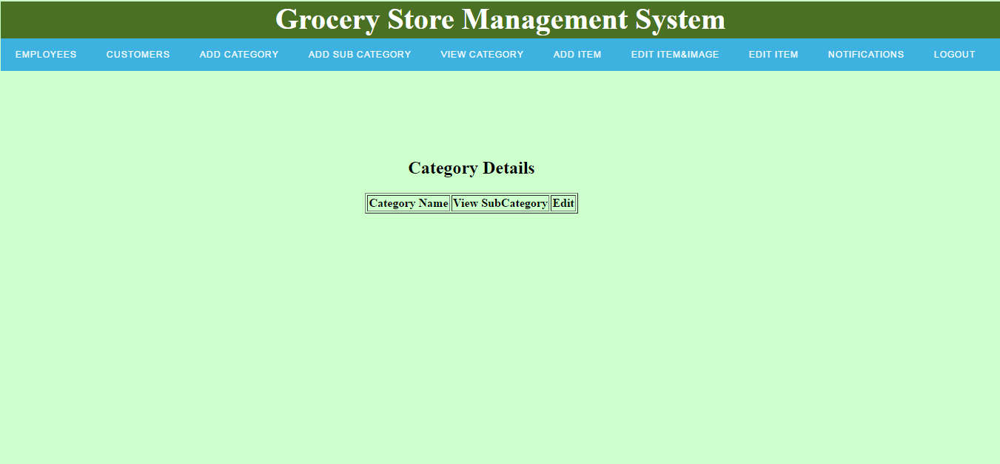 Grocery Store Management System
EMPLOYEES CUSTOMERS ADD CATEGORY ADD SUB CATEGORY VIEW CATEGORY ADD ITEM EDIT ITEM&IMAGE EDIT ITEM NOTIFICATIONS LOGOUT
Category Details
Category Name View SubCategory Edit